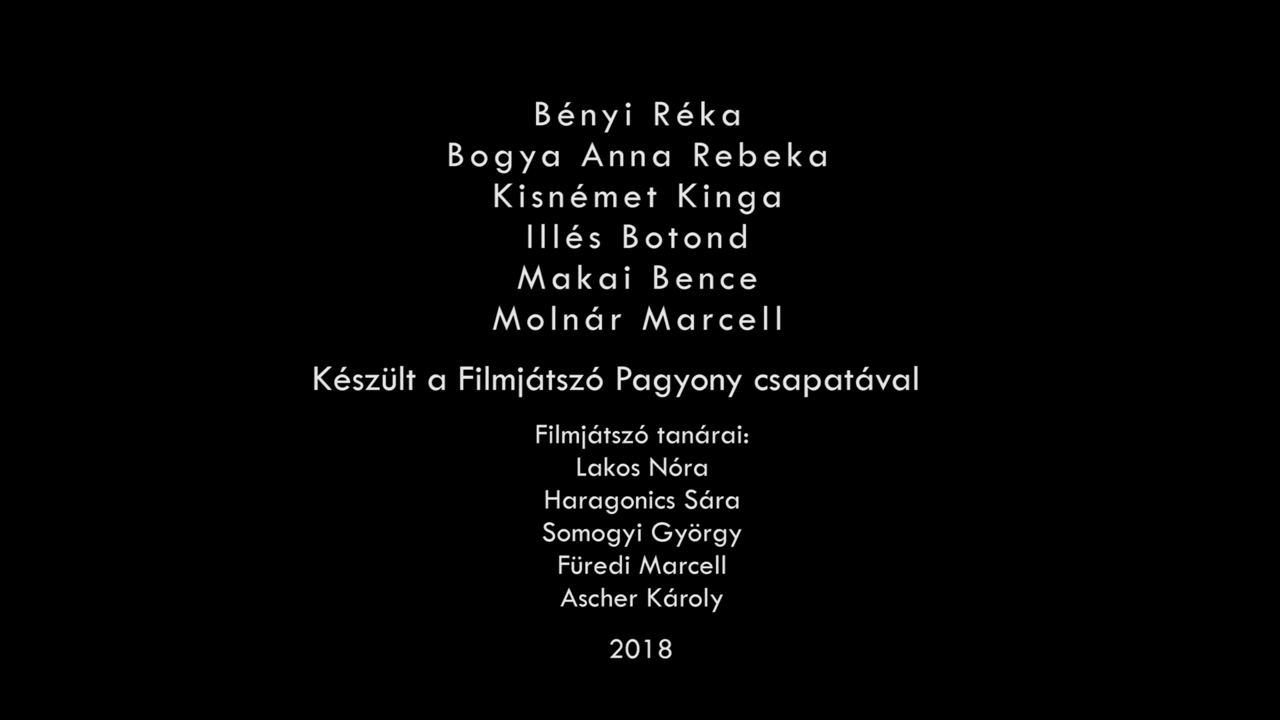 Bényi Réka
Bogya Anna Rebeka
Kisnémet Kinga
Illés Botond
Makai Bence
Molnár Marcell
Készült a Filmjátszó Pagyony csapatával
Filmjátszó tanárai:
Lakos Nóra
Haragonics Sára
Somogyi György
Füredi Marcell
Ascher Károly
2018